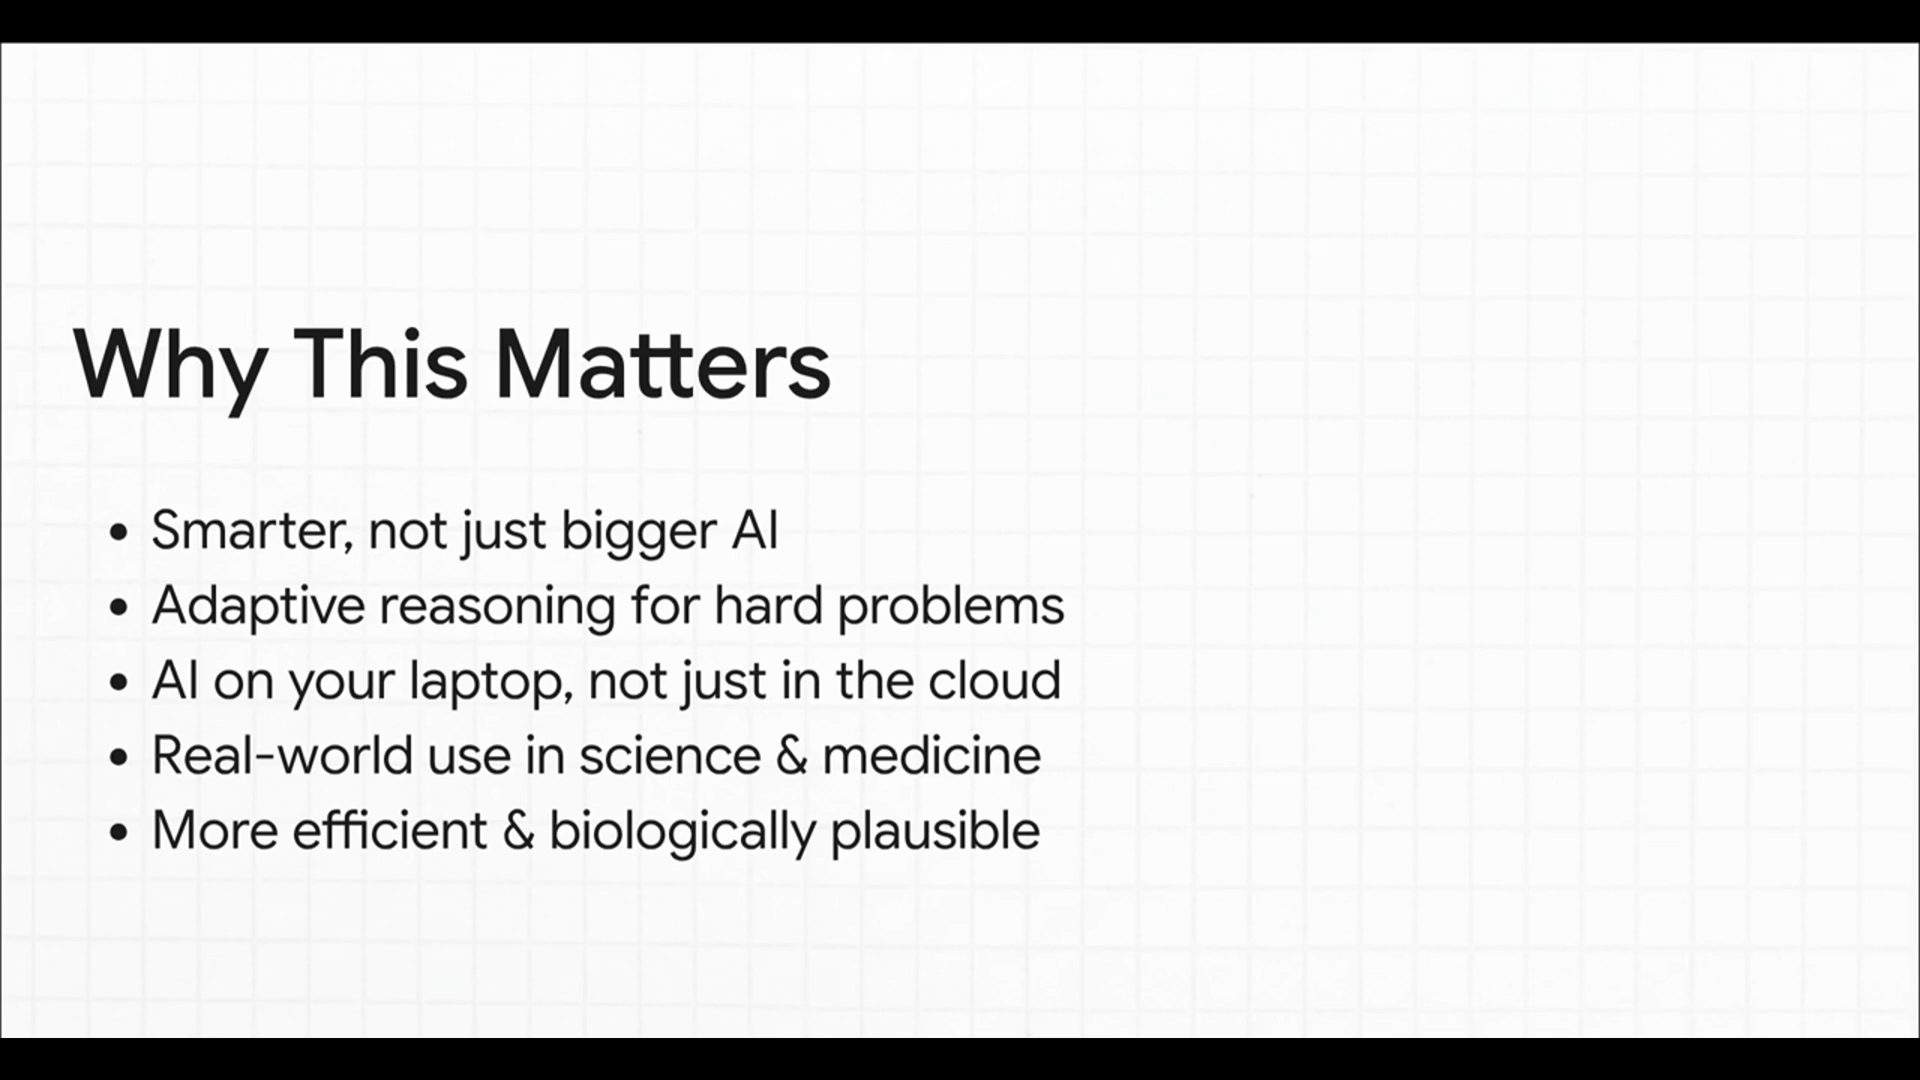 Why This Matters
• Smarter, not just bigger AI
• Adaptive reasoning for hard problems
• AI on your laptop, not just in the cloud
• Real-world use in science & medicine
• More efficient & biologically plausible